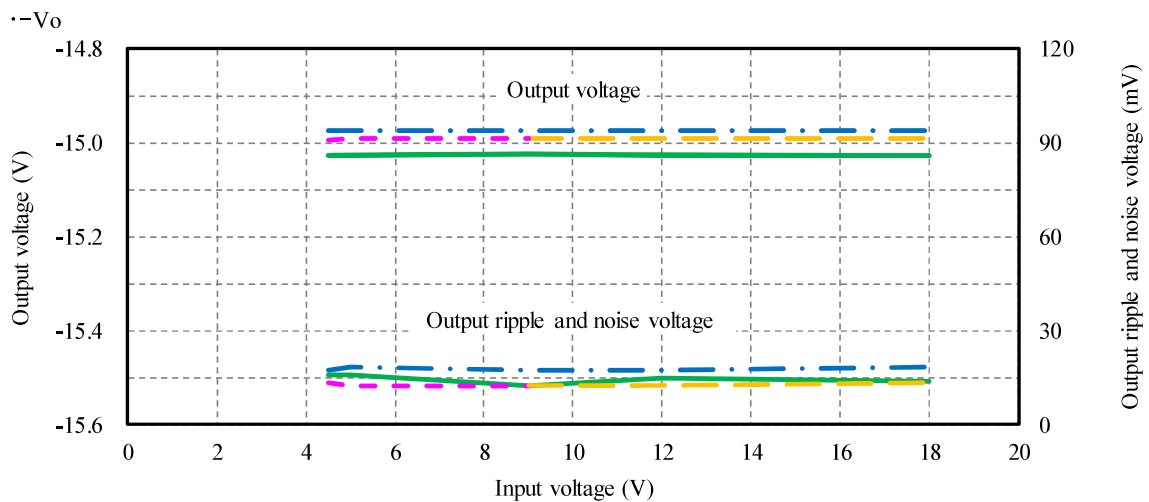 ·−Vo
-14.8
-15.0
-15.2
-15.4
-15.6
Output voltage (V)
Output voltage
Output ripple and noise voltage
120
90
60
30
0
Output ripple and noise voltage (mV)
0 2 4 6 8 10 12 14 16 18 20
Input voltage (V)